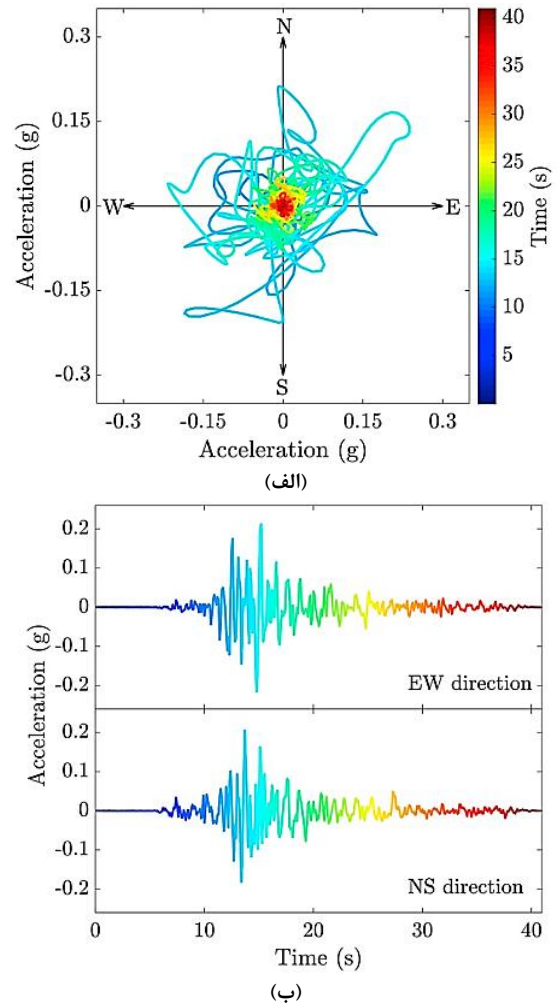 0.3
0.15
0
-0.15
-0.3
Acceleration (g)
N
W
E
S
-0.3
-0.15
0
0.15
0.3
Acceleration (g)
40
35
30
25
20
15
10
5
Time (s)
(الف)
0.2
0.1
0
-0.1
-0.2
EW direction
Acceleration (g)
0.2
0.1
0
-0.1
-0.2
NS direction
0
10
20
30
40
Time (s)
(ب)